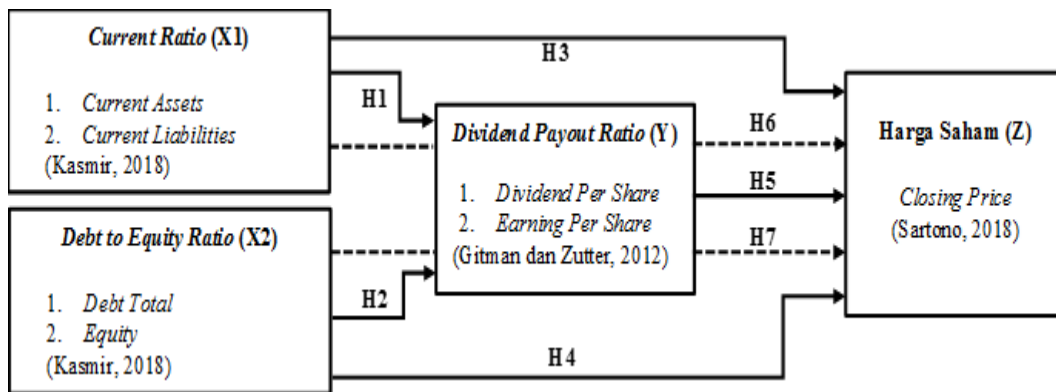 Current Ratio (X1)
1. Current Assets
2. Current Liabilities
(Kasmir, 2018)
Debt to Equity Ratio (X2)
1. Debt Total
2. Equity
(Kasmir, 2018)
H1
H2
H3
H4
Dividend Payout Ratio (Y)
1. Dividend Per Share
2. Earning Per Share
(Gitman dan Zutter, 2012)
H6
H5
H7
Harga Saham (Z)
Closing Price
(Sartono, 2018)